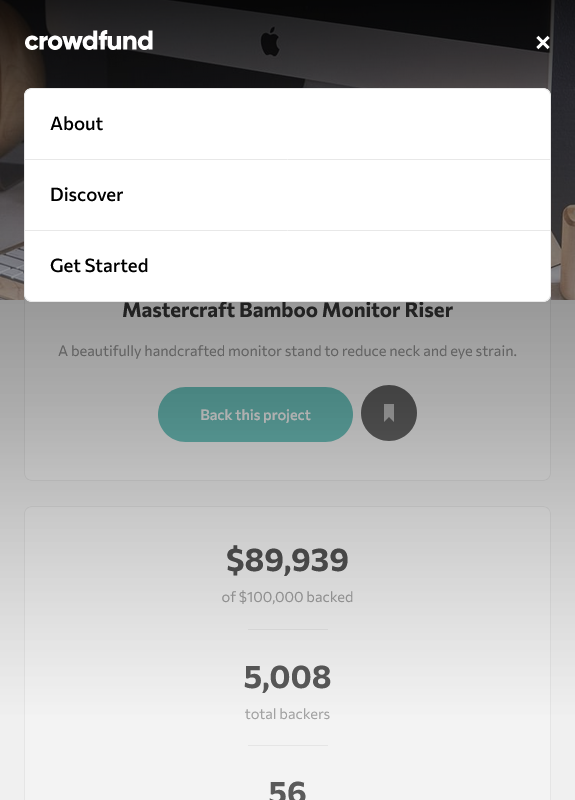 crowdfund
About
Discover
Get Started
Mastercraft Bamboo Monitor Riser
A beautifully handcrafted monitor stand to reduce neck and eye strain.
Back this project
$89,939
of $100,000 backed
5,008
total backers
56